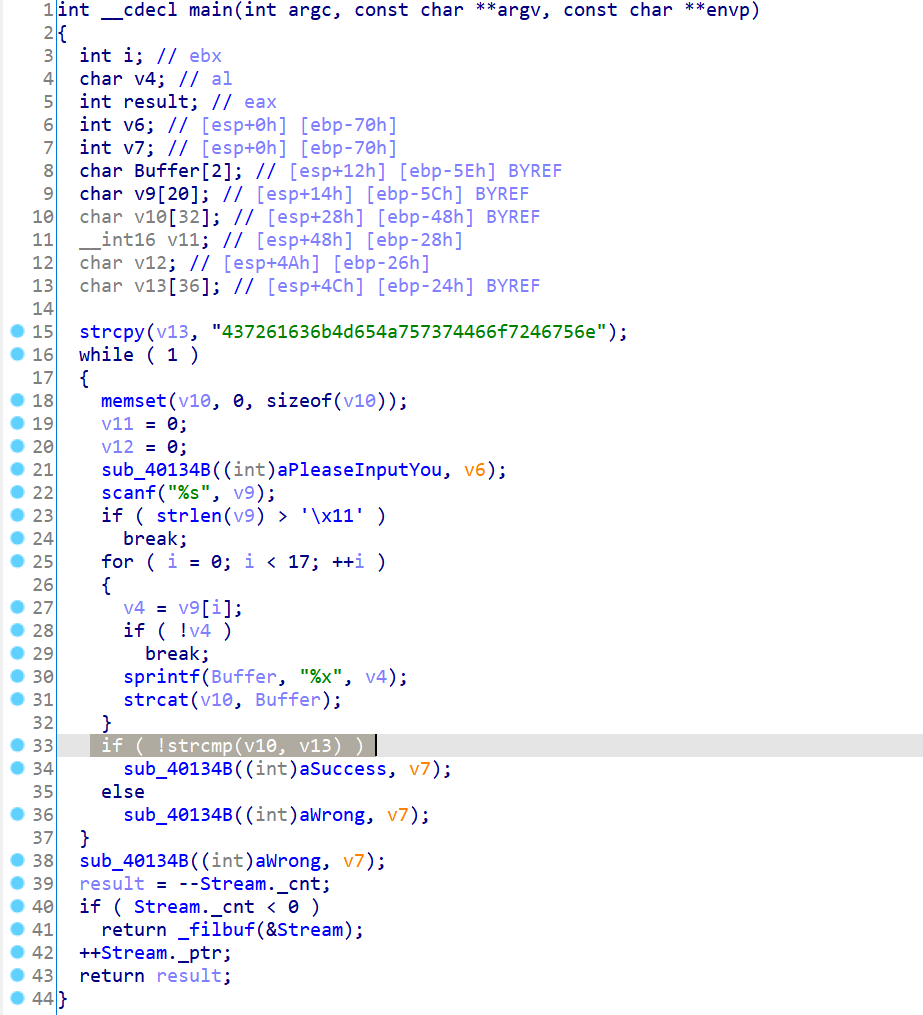 1 int __cdecl main(int argc, const char **argv, const char **envp)
2 {
3 int i; // ebx
4 char v4; // al
5 int result; // eax
6 int v6; // [esp+0h] [ebp-70h]
7 int v7; // [esp+0h] [ebp-70h]
8 char Buffer[2]; // [esp+12h] [ebp-5Eh] BYREF
9 char v9[20]; // [esp+14h] [ebp-5Ch] BYREF
10 char v10[32]; // [esp+28h] [ebp-48h] BYREF
11 __int16 v11; // [esp+48h] [ebp-28h]
12 char v12; // [esp+4Ah] [ebp-26h]
13 char v13[36]; // [esp+4Ch] [ebp-24h] BYREF
14
15 strcpy(v13, "437261636b4d654a757374466f7246756e");
16 while ( 1 )
17 {
18 memset(v10, 0, sizeof(v10));
19 v11 = 0;
20 v12 = 0;
21 sub_40134B((int)aPleaseInputYou, v6);
22 scanf("%s", v9);
23 if ( strlen(v9) > '\x11' )
24 break;
25 for ( i = 0; i < 17; ++i )
26 {
27 v4 = v9[i];
28 if ( !v4 )
29 break;
30 sprintf(Buffer, "%x", v4);
31 strcat(v10, Buffer);
32 }
33 if ( !strcmp(v10, v13) )
34 sub_40134B((int)aSuccess, v7);
35 else
36 sub_40134B((int)aWrong, v7);
37 }
38 sub_40134B((int)aWrong, v7);
39 result = --Stream._cnt;
40 if ( Stream._cnt < 0 )
41 return _filbuf(&Stream);
42 ++Stream._ptr;
43 return result;
44 }